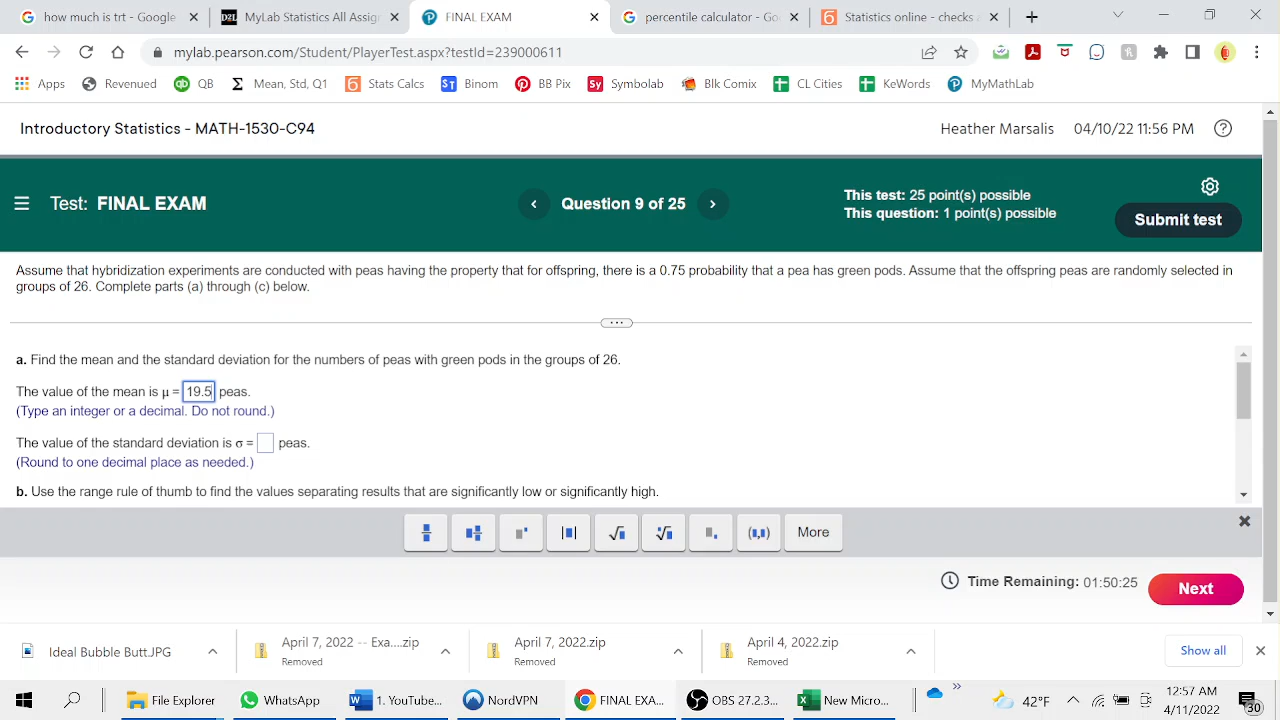 how much is trt - Google
MyLab Statistics All Assig
FINAL EXAM
percentile calculator - Go
Statistics online - checks
mylab.pearson.com/Student/PlayerTest.aspx?testId=239000611
Apps
Revenued
QB
Mean, Std, Q1
Stats Calcs
Binom
BB Pix
Symbolab
Blk Comix
CL Cities
KeWords
MyMathLab
Introductory Statistics - MATH-1530-C94
Heather Marsalis 04/10/22 11:56 PM
Test: FINAL EXAM
Question 9 of 25
This test: 25 point(s) possible
This question: 1 point(s) possible
Submit test
Assume that hybridization experiments are conducted with peas having the property that for offspring, there is a 0.75 probability that a pea has green pods. Assume that the offspring peas are randomly selected in
groups of 26. Complete parts (a) through (c) below.
a. Find the mean and the standard deviation for the numbers of peas with green pods in the groups of 26.
The value of the mean is μ = 19.5 peas.
(Type an integer or a decimal. Do not round.)
The value of the standard deviation is σ = peas.
(Round to one decimal place as needed.)
b. Use the range rule of thumb to find the values separating results that are significantly low or significantly high.
More
Time Remaining: 01:50:25
Next
Ideal Bubble Butt.JPG
April 7, 2022 -- Exa....zip
Removed
April 7, 2022.zip
Removed
April 4, 2022.zip
Removed
Show all
File Explorer
WhatsApp
1. YouTube...
NordVPN
FINAL EXA...
OBS 27.2.3...
New Micro...
42°F
12:57 AM
4/11/2022
30